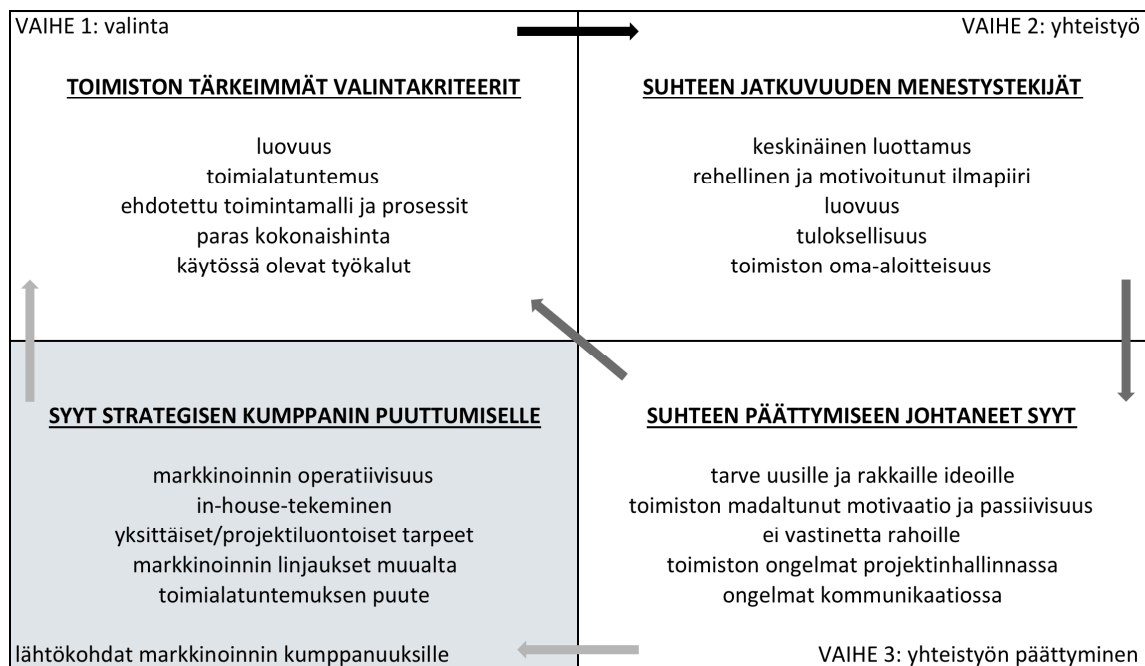 VAIHE 1: valinta
TOIMISTON TÄRKEIMMÄT VALINTAKRITEERIT
luovuus
toimialatuntemus
ehdotettu toimintamalli ja prosessit
paras kokonaishinta
käytössä olevat työkalut
VAIHE 2: yhteistyö
SUHTEEN JATKUVUUDEN MENESTYSTEKIJÄT
keskinäinen luottamus
rehellinen ja motivoitunut ilmapiiri
luovuus
tuloksellisuus
toimiston oma-aloitteisuus
SYYT STRATEGISEN KUMPPANIN PUUTTUMISELLE
markkinoinnin operatiivisuus
in-house-tekeminen
yksittäiset/projektiluontoiset tarpeet
markkinoinnin linjaukset muualta
toimialatuntemuksen puute
lähtökohdat markkinoinnin kumppanuuksille
SUHTEEN PÄÄTTYMISEEN JOHTANEET SYYT
tarve uusille ja rakkaille ideoille
toimiston madaltunut motivaatio ja passiivisuus
ei vastinetta rahoille
toimiston ongelmat projektinhallinnassa
ongelmat kommunikaatiossa
VAIHE 3: yhteistyön päättyminen